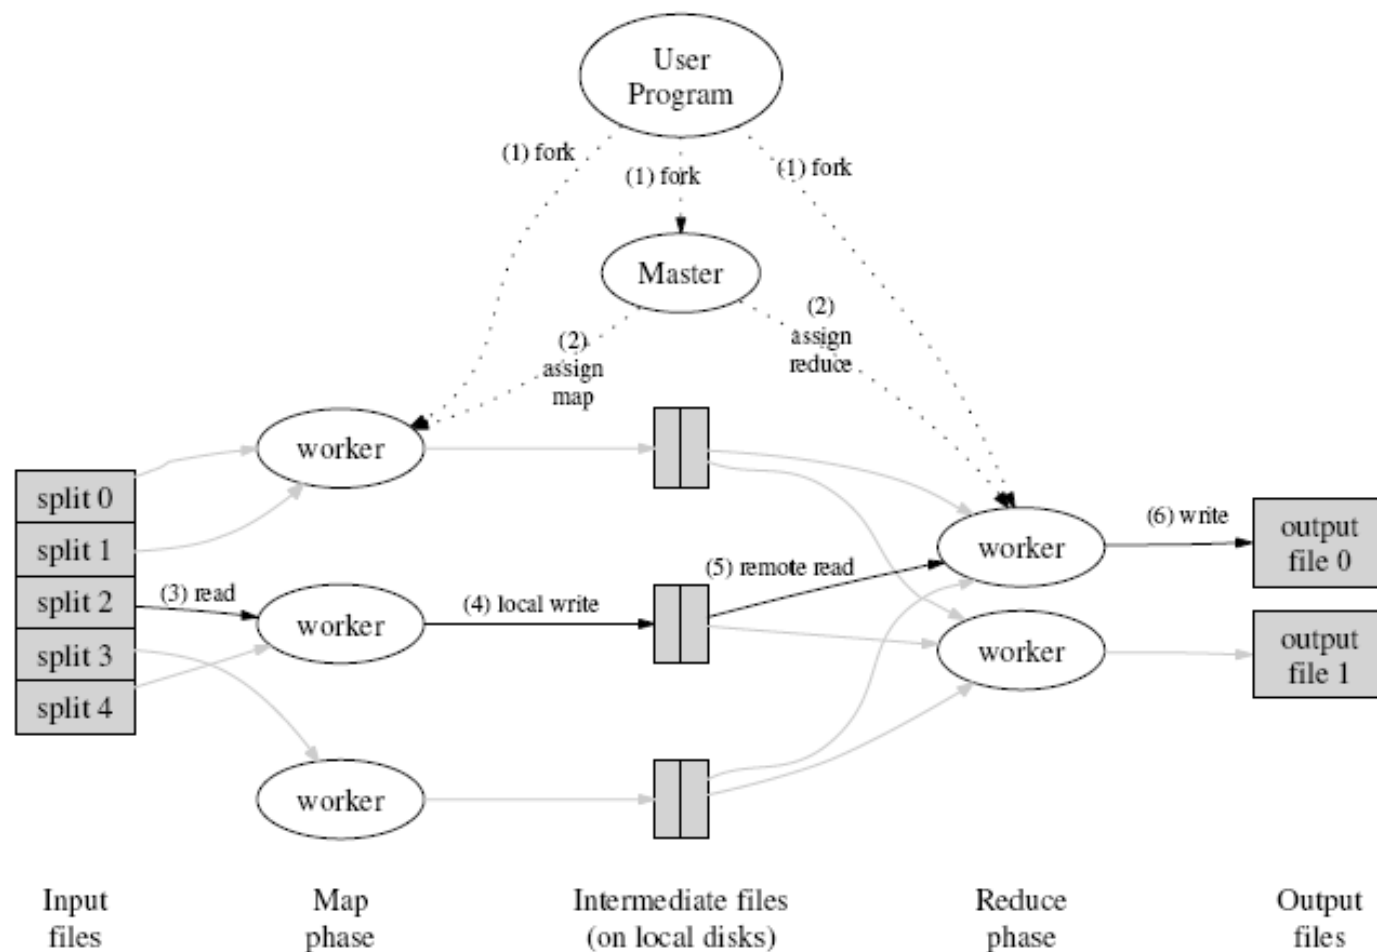 User
Program
(1) fork
(1) fork
(1) fork
Master
(2)
assign
map
(2)
assign
reduce
worker
split 0
split 1
split 2
split 3
split 4
(3) read
worker
(4) local write
(5) remote read
worker
(6) write
output
file 0
worker
output
file 1
worker
Input
files
Map
phase
Intermediate files
(on local disks)
Reduce
phase
Output
files